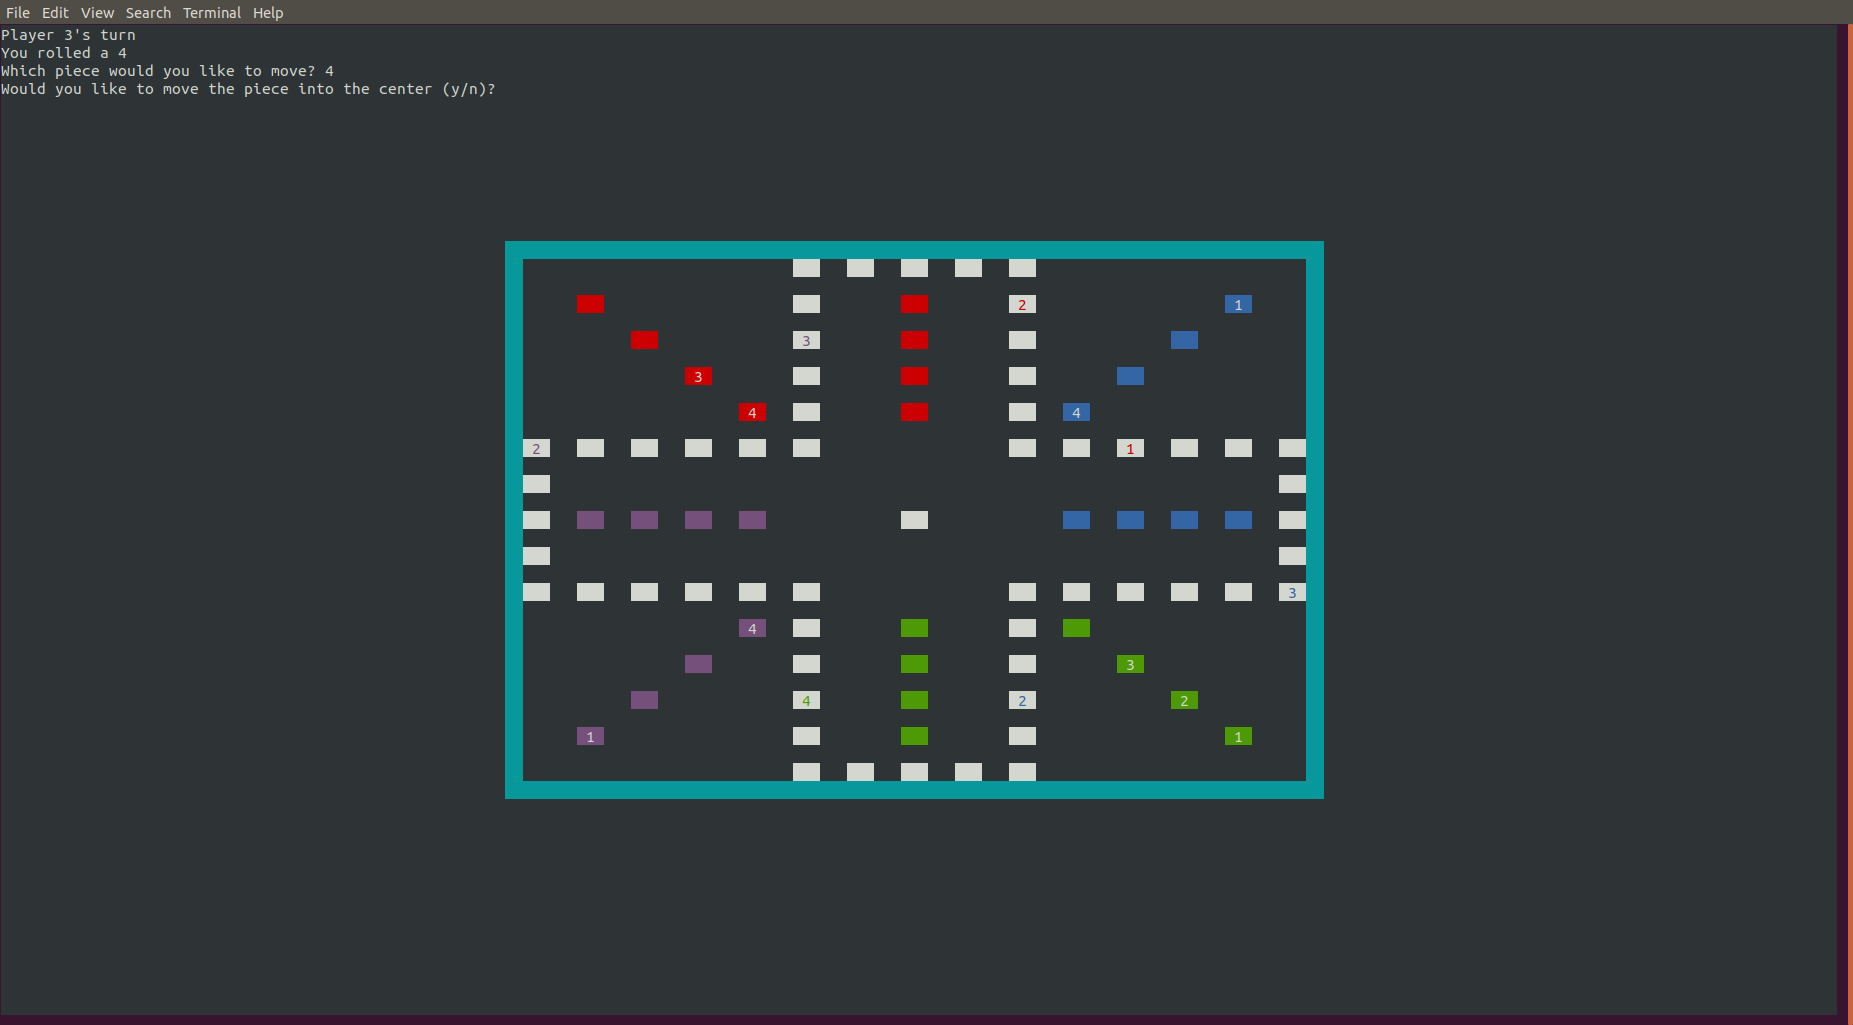 File Edit View Search Terminal Help
Player 3's turn
You rolled a 4
Which piece would you like to move? 4
Would you like to move the piece into the center (y/n)?
2 1
3
3
4 4
2 1
3
4
3
4 2 2
1 1